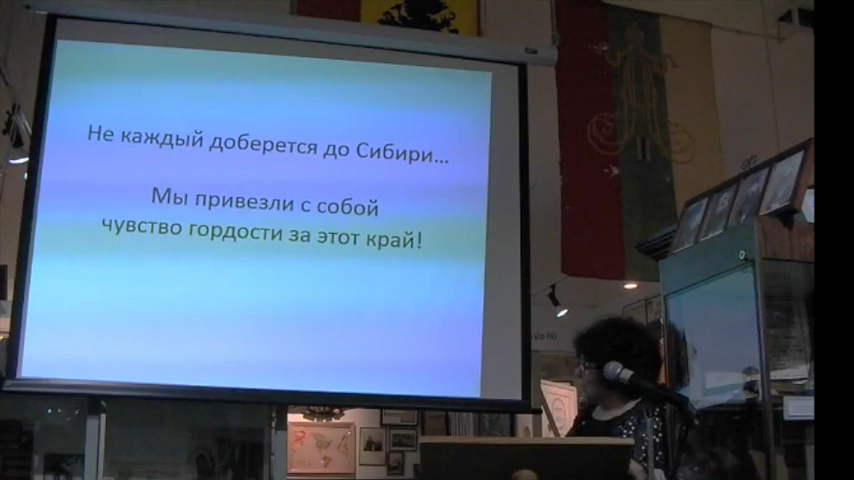 Не каждый доберется до Сибири...
Мы привезли с собой
чувство гордости за этот край!